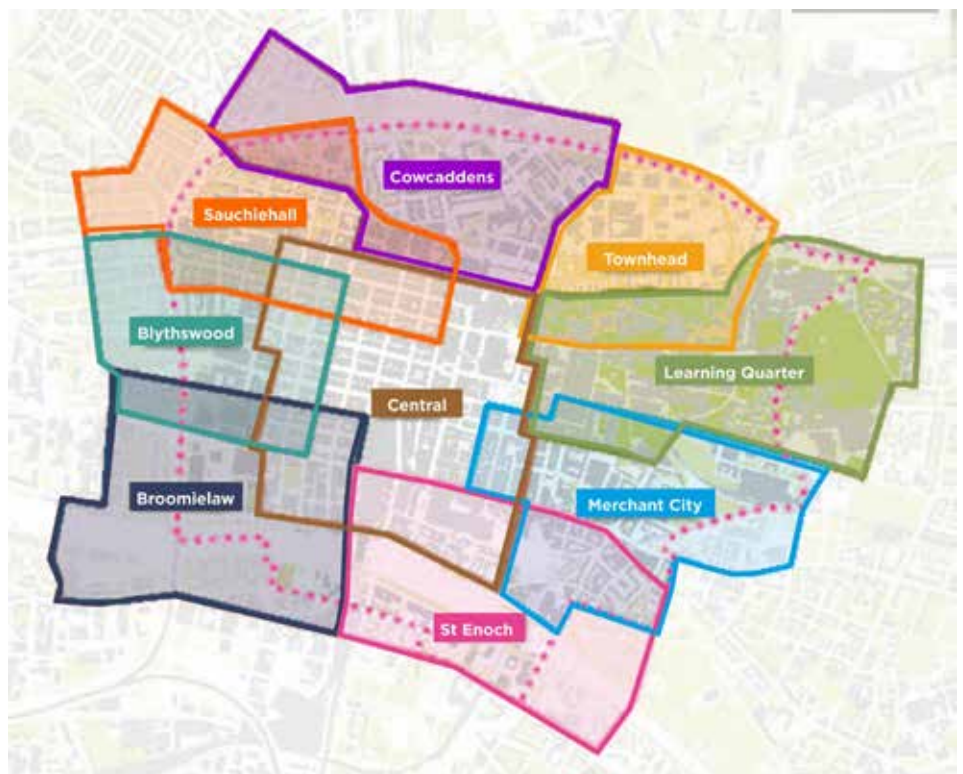 Cowcaddens
Sauchiehall
Townhead
Blythswood
Learning Quarter
Central
Broomielaw
Merchant City
St Enoch